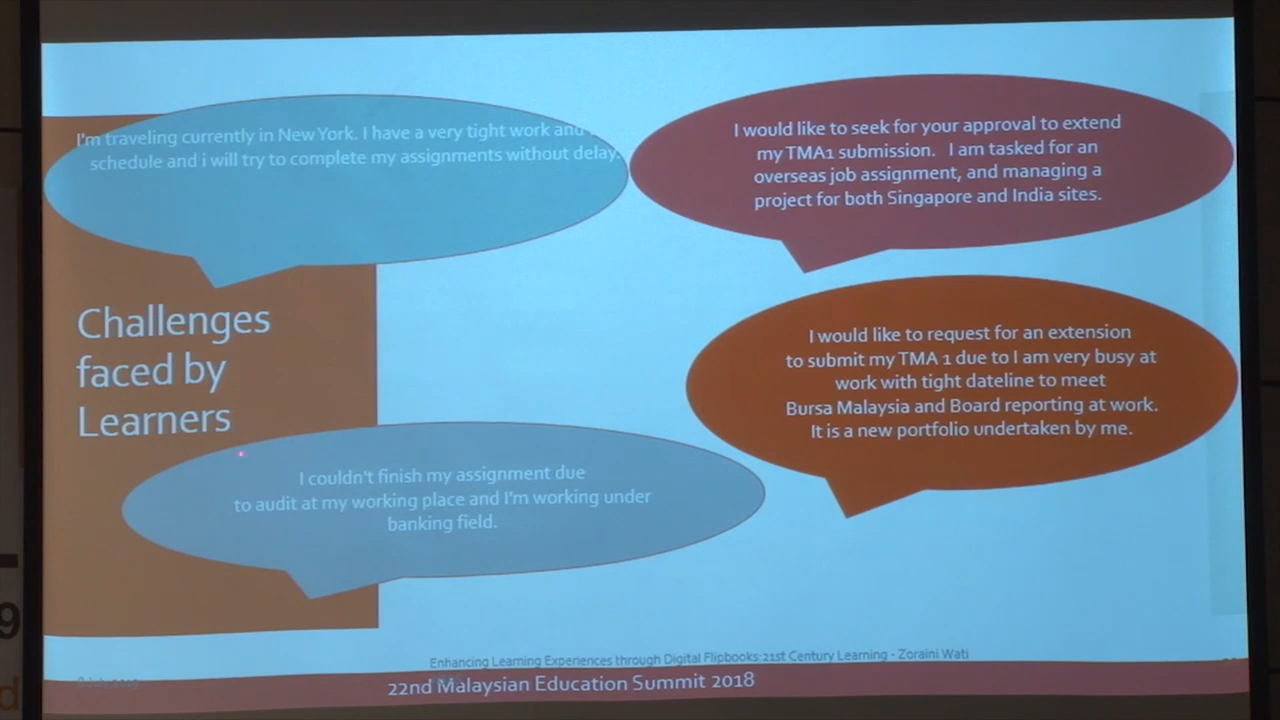 I'm traveling currently in New York. I have a very tight work and
schedule and i will try to complete my assignments without delay.
I would like to seek for your approval to extend
my TMA1 submission. I am tasked for an
overseas job assignment, and managing a
project for both Singapore and India sites.
Challenges
faced by
Learners
I would like to request for an extension
to submit my TMA 1 due to I am very busy at
work with tight dateline to meet
Bursa Malaysia and Board reporting at work.
It is a new portfolio undertaken by me.
I couldn't finish my assignment due
to audit at my working place and I'm working under
banking field.
Enhancing Learning Experiences through Digital Flipbooks:21st Century Learning - Zoraini Wati
22nd Malaysian Education Summit 2018
9
d